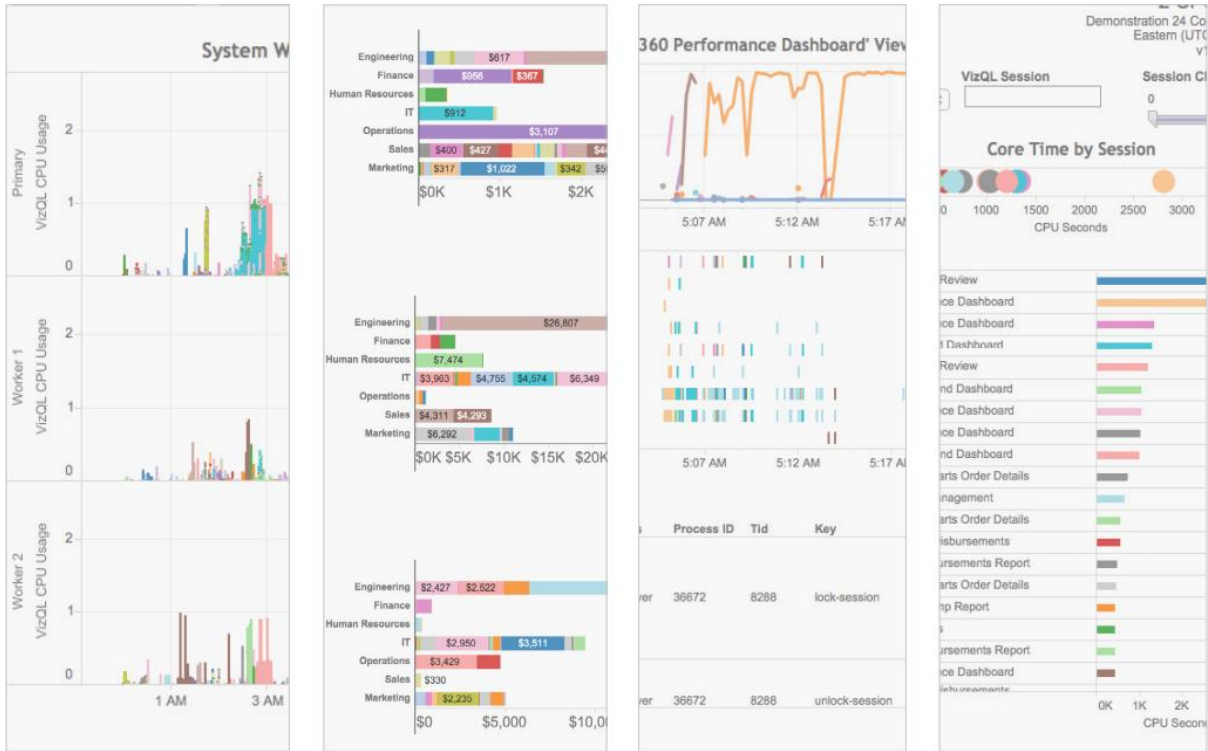 System W
Primary
VizQL CPU Usage
2
1
0
Worker 1
VizQL CPU Usage
2
1
0
Worker 2
VizQL CPU Usage
2
1
0
1 AM 3 AM
Engineering $617
Finance $956 $367
Human Resources
IT $912
Operations $3,107
Sales $400 $427
Marketing $317 $1,022 $342
$0K $1K $2K
Engineering $26,807
Finance
Human Resources $7,474
IT $3,963 $4,755 $4,574 $6,349
Operations
Sales $4,311 $4,293
Marketing $6,292
$0K $5K $10K $15K $20K
Engineering $2,427 $2,522
Finance
Human Resources
IT $2,950 $3,511
Operations $3,429
Sales $330
Marketing $2,235
$0 $5,000 $10,0
360 Performance Dashboard' View
5:07 AM 5:12 AM 5:17 AM
5:07 AM 5:12 AM 5:17 AM
Process ID Tid Key
ver 36672 8288 lock-session
ver 36672 8288 unlock-session
Demonstration 24 Co
Eastern (UTC
v1
VizQL Session Session Cl
0
Core Time by Session
0 1000 1500 2000 2500 3000
CPU Seconds
Review
ce Dashboard
ce Dashboard
t Dashboard
Review
nd Dashboard
ce Dashboard
nce Dashboard
nd Dashboard
arts Order Details
nagement
arts Order Details
isbursements
ursements Report
arts Order Details
np Report
s
ursements Report
ce Dashboard
0K 1K 2K
CPU Secon